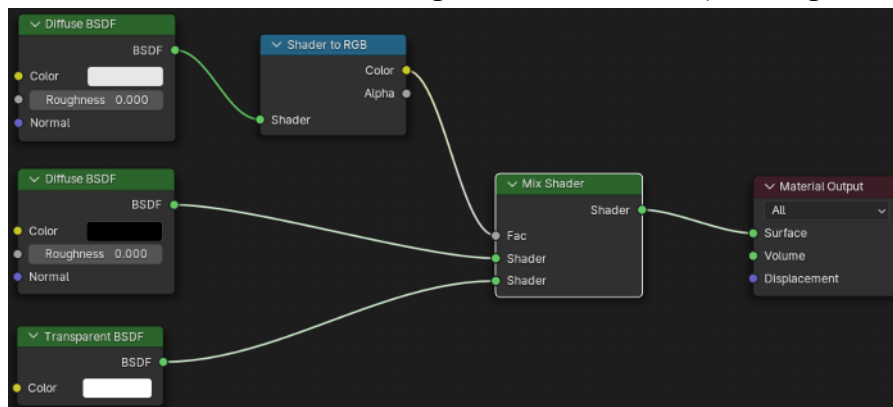 Diffuse BSDF
BSDF
Color
Roughness 0.000
Normal
Shader to RGB
Color
Alpha
Shader
Diffuse BSDF
BSDF
Color
Roughness 0.000
Normal
Transparent BSDF
BSDF
Color
Mix Shader
Shader
Fac
Shader
Shader
Material Output
All
Surface
Volume
Displacement